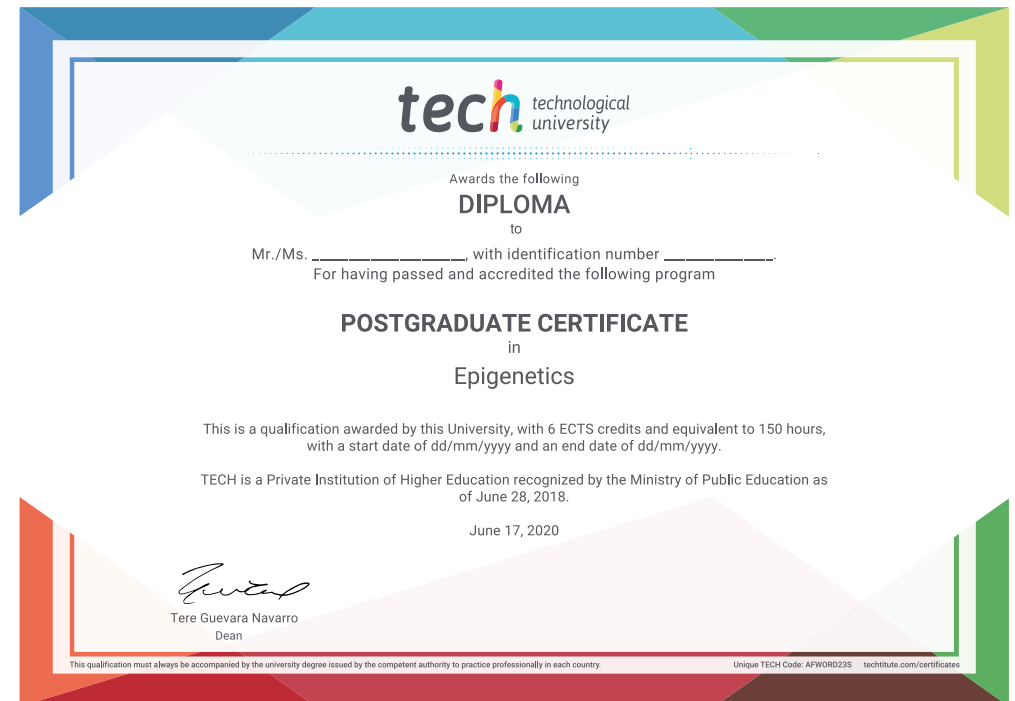 tech technological
university
Awards the following
DIPLOMA
to
Mr./Ms. ____________________, with identification number ______________.
For having passed and accredited the following program
POSTGRADUATE CERTIFICATE
in
Epigenetics
This is a qualification awarded by this University, with 6 ECTS credits and equivalent to 150 hours,
with a start date of dd/mm/yyyy and an end date of dd/mm/yyyy.
TECH is a Private Institution of Higher Education recognized by the Ministry of Public Education as
of June 28, 2018.
June 17, 2020
Tere Guevara Navarro
Dean
This qualification must always be accompanied by the university degree issued by the competent authority to practice professionally in each country.
Unique TECH Code: AFWORD23S techtitute.com/certificates